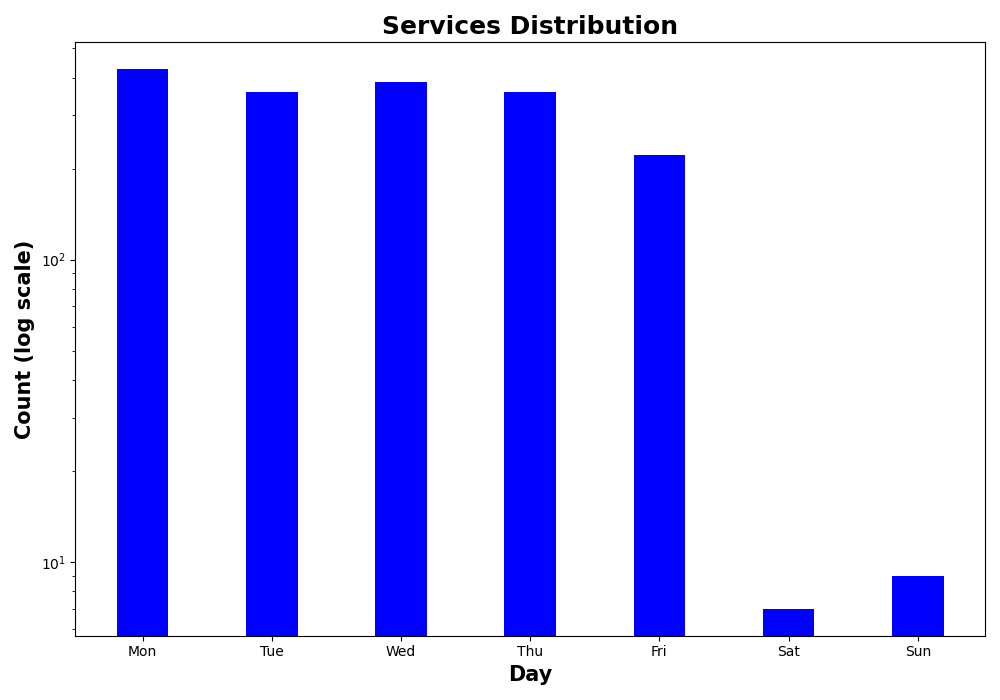 Services Distribution
Count (log scale)
10²
10¹
Mon Tue Wed Thu Fri Sat Sun
Day